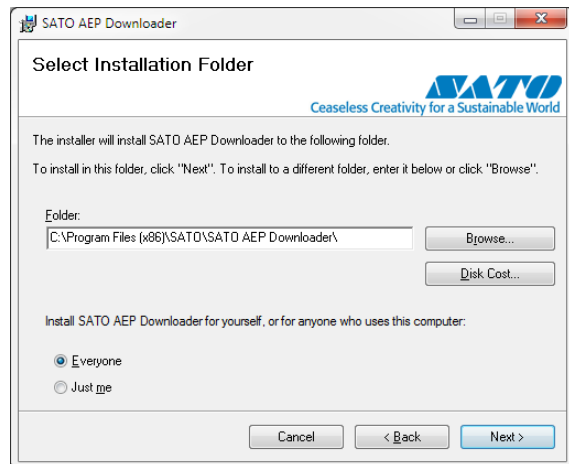 SATO AEP Downloader
Select Installation Folder
SATO
Ceaseless Creativity for a Sustainable World
The installer will install SATO AEP Downloader to the following folder.
To install in this folder, click "Next". To install to a different folder, enter it below or click "Browse".
Folder:
C:\Program Files (x86)\SATO\SATO AEP Downloader\
Browse...
Disk Cost...
Install SATO AEP Downloader for yourself, or for anyone who uses this computer:
Everyone
Just me
Cancel
< Back
Next >